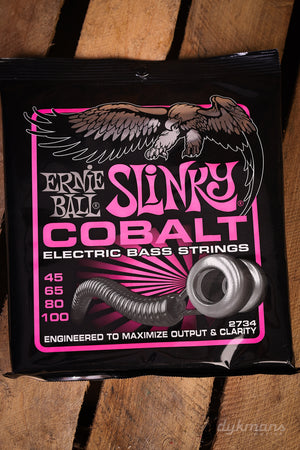 ERNIE BALL® SLINKY®
COBALT
ELECTRIC BASS STRINGS
45
65
80
100
2734
ENGINEERED TO MAXIMIZE OUTPUT & CLARITY
dykmans